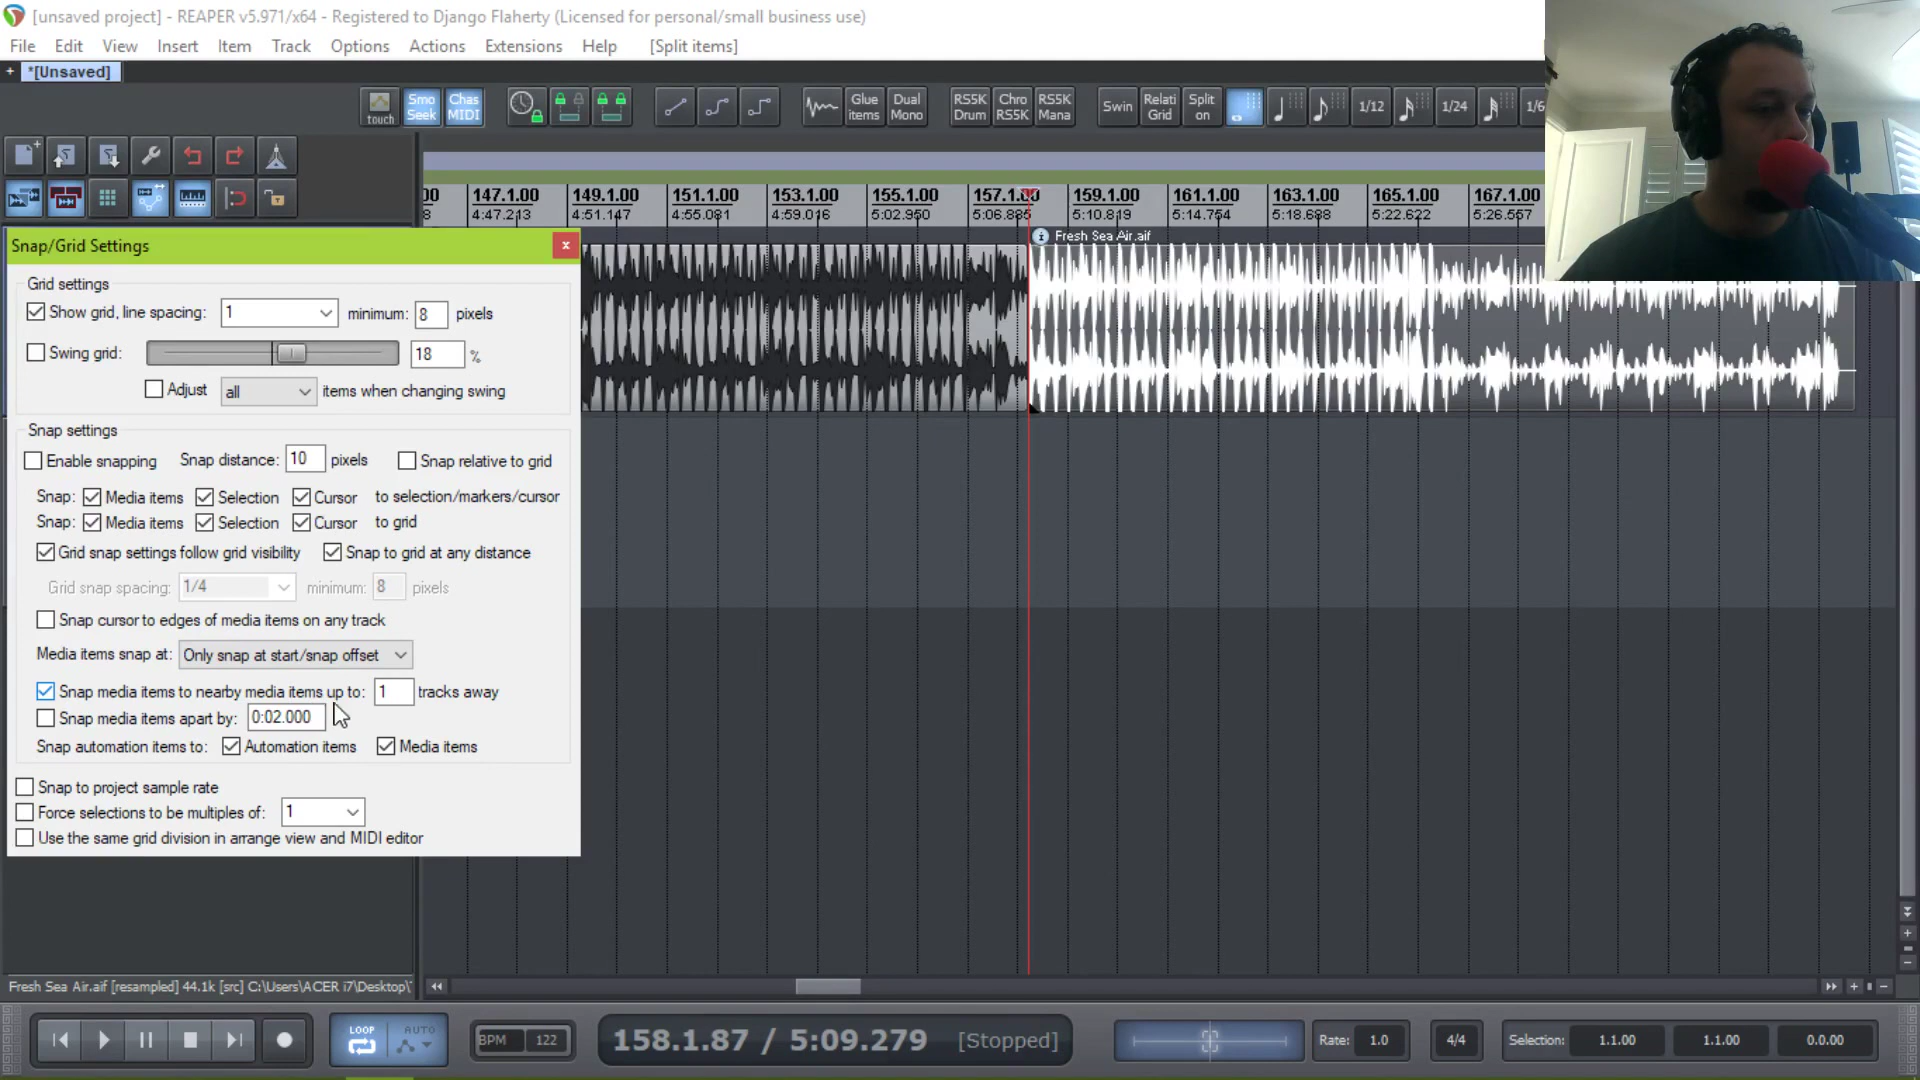 [unsaved project] - REAPER v5.971/x64 - Registered to Django Flaherty (Licensed for personal/small business use)
File Edit View Insert Item Track Options Actions Extensions Help [Split items]
+ *[Unsaved]
touch Smo Seek Chas MIDI Glue items Dual Mono RS5K Drum Chro RS5K RS5K Mana Swin Relati Grid Split on 1/12 1/24 1/6
147.1.00 149.1.00 151.1.00 153.1.00 155.1.00 157.1.00 159.1.00 161.1.00 163.1.00 165.1.00 167.1.00
4:47.213 4:51.147 4:55.081 4:59.016 5:02.950 5:06.885 5:10.819 5:14.754 5:18.688 5:22.622 5:26.557
Fresh Sea Air.aif
Snap/Grid Settings
Grid settings
Show grid, line spacing: 1 minimum: 8 pixels
Swing grid: 18 %
Adjust all items when changing swing
Snap settings
Enable snapping Snap distance: 10 pixels Snap relative to grid
Snap: Media items Selection Cursor to selection/markers/cursor
Snap: Media items Selection Cursor to grid
Grid snap settings follow grid visibility Snap to grid at any distance
Grid snap spacing: 1/4 minimum: 8 pixels
Snap cursor to edges of media items on any track
Media items snap at: Only snap at start/snap offset
Snap media items to nearby media items up to: 1 tracks away
Snap media items apart by: 0:02.000
Snap automation items to: Automation items Media items
Snap to project sample rate
Force selections to be multiples of: 1
Use the same grid division in arrange view and MIDI editor
Fresh Sea Air.aif [resampled] 44.1k [src] C:\Users\ACER i7\Desktop\
LOOP AUTO BPM 122 158.1.87 / 5:09.279 [Stopped] Rate: 1.0 4/4 Selection: 1.1.00 1.1.00 0.0.00